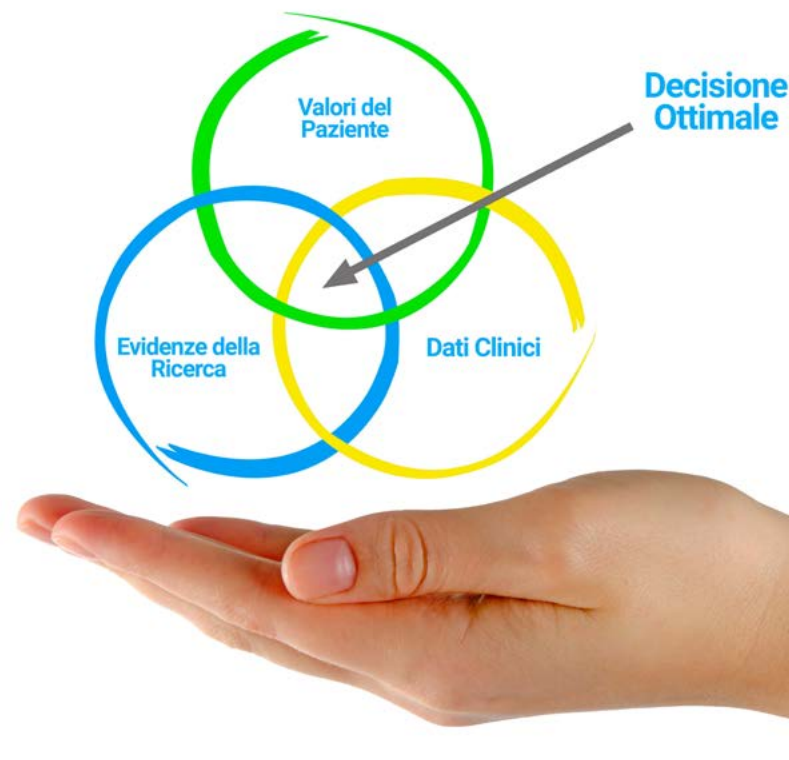 Valori del
Paziente
Decisione
Ottimale
Evidenze della
Ricerca
Dati Clinici